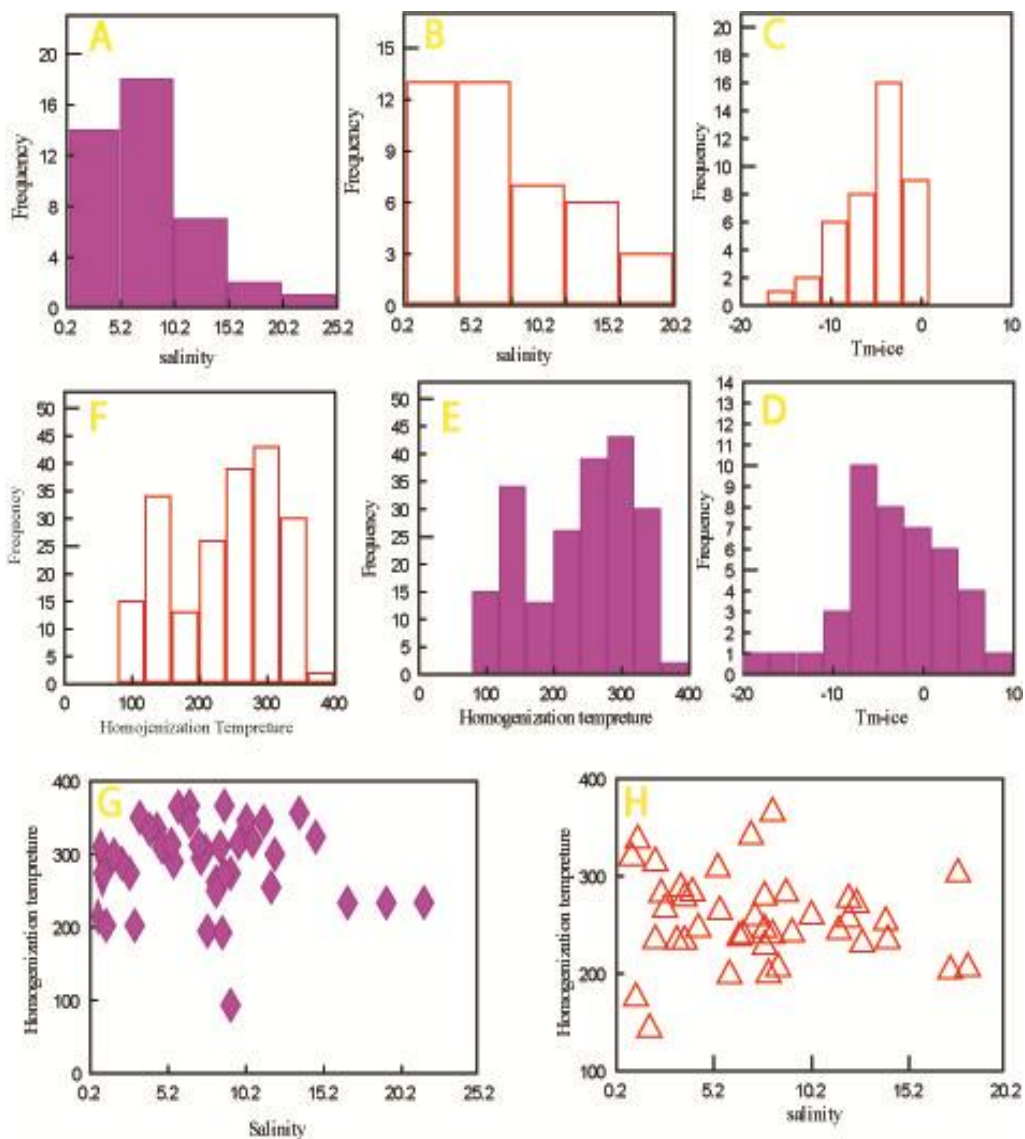 A
Frequency
20
16
12
8
4
0
0.2 5.2 10.2 15.2 20.2 25.2
salinity
B
Frequency
15
12
9
6
3
0
0.2 5.2 10.2 15.2 20.2
salinity
C
Frequency
20
18
16
14
12
10
8
6
4
2
0
-20 -10 0 10
Tm-ice
F
Frequency
50
45
40
35
30
25
20
15
10
5
0
0 100 200 300 400
Homojenization Tempreture
E
Frequency
50
45
40
35
30
25
20
15
10
5
0
0 100 200 300 400
Homogenization tempreture
D
Frequency
14
13
12
11
10
9
8
7
6
5
4
3
2
1
0
-20 -10 0 10
Tm-ice
G
Homogenization tempreture
400
300
200
100
0
0.2 5.2 10.2 15.2 20.2 25.2
Salinity
H
Homogenization tempreture
400
300
200
100
0.2 5.2 10.2 15.2 20.2
salinity